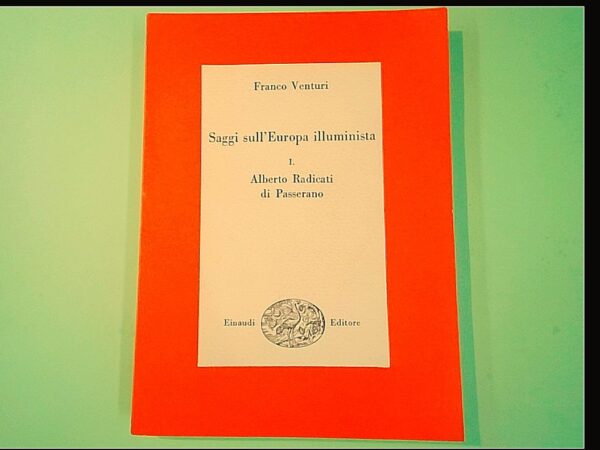 Franco Venturi
Saggi sull'Europa illuminista
I.
Alberto Radicati
di Passerano
Einaudi Editore